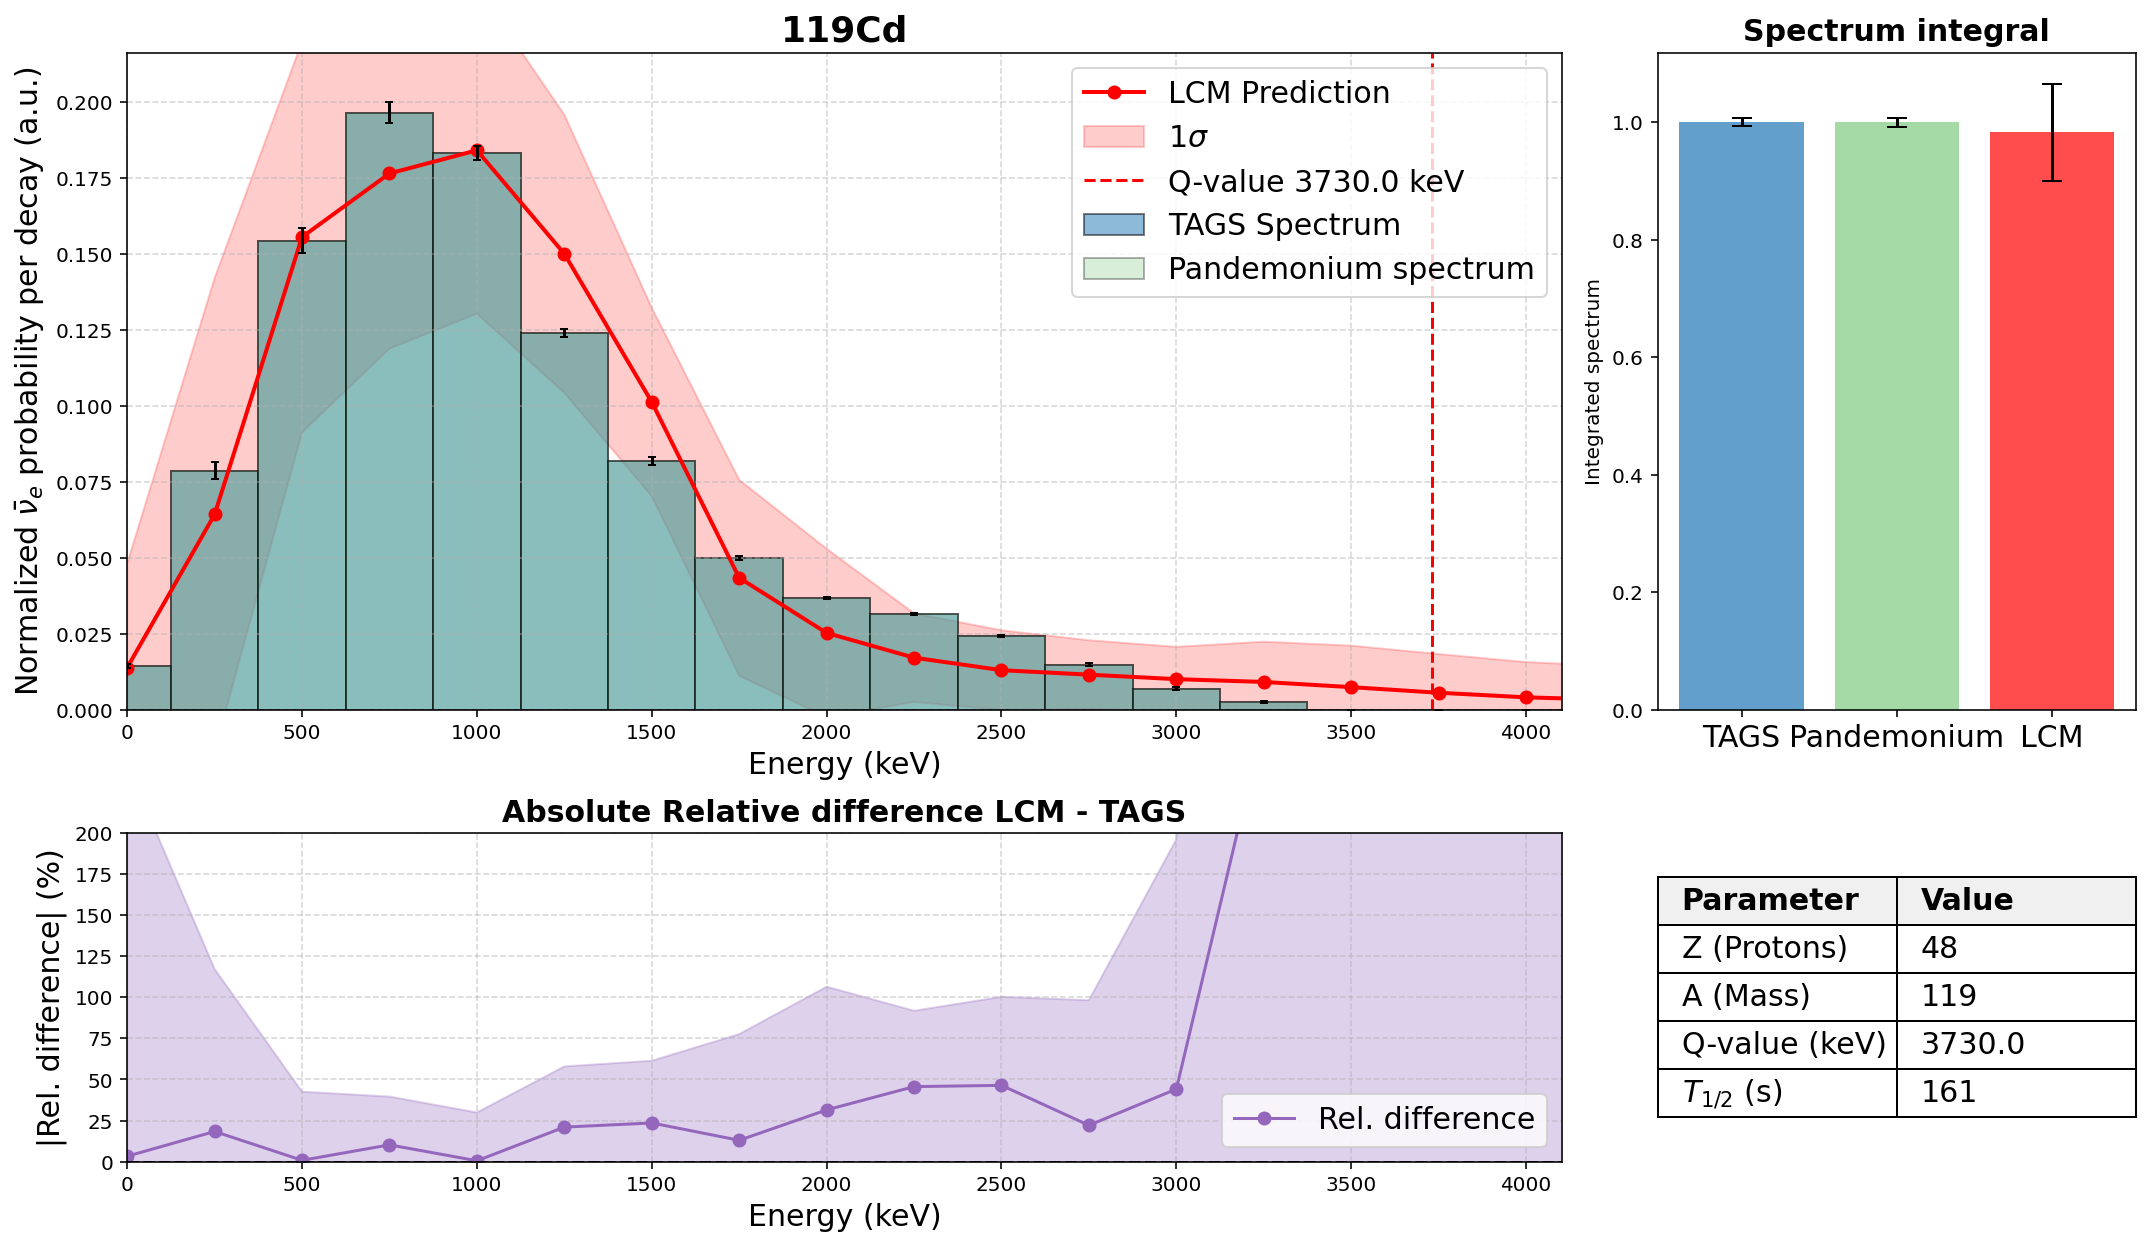 119Cd
Normalized ν̄ₑ probability per decay (a.u.)
0.200
0.175
0.150
0.125
0.100
0.075
0.050
0.025
0.000
LCM Prediction
1σ
Q-value 3730.0 keV
TAGS Spectrum
Pandemonium spectrum
0 500 1000 1500 2000 2500 3000 3500 4000
Energy (keV)
Spectrum integral
Integrated spectrum
1.0
0.8
0.6
0.4
0.2
0.0
TAGS Pandemonium LCM
Absolute Relative difference LCM - TAGS
|Rel. difference| (%)
200
175
150
125
100
75
50
25
0
Rel. difference
0 500 1000 1500 2000 2500 3000 3500 4000
Energy (keV)
Parameter Value
Z (Protons) 48
A (Mass) 119
Q-value (keV) 3730.0
T₁/₂ (s) 161